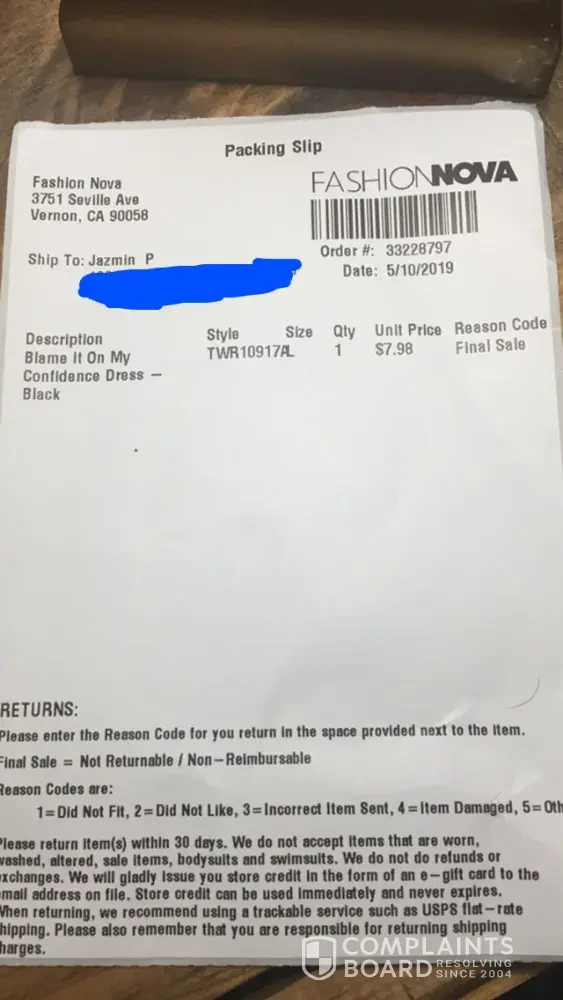 Packing Slip
Fashion Nova
3751 Seville Ave
Vernon, CA 90058
FASHIONNOVA
Order #: 33228797
Date: 5/10/2019
Ship To: Jazmin P
Description Style Size Qty Unit Price Reason Code
Blame It On My TWR10917A L 1 $7.98 Final Sale
Confidence Dress –
Black
RETURNS:
Please enter the Reason Code for you return in the space provided next to the item.
Final Sale = Not Returnable / Non–Reimbursable
Reason Codes are:
1=Did Not Fit, 2=Did Not Like, 3=Incorrect Item Sent, 4=Item Damaged, 5=Oth
Please return item(s) within 30 days. We do not accept items that are worn,
washed, altered, sale items, bodysuits and swimsuits. We do not do refunds or
exchanges. We will gladly issue you store credit in the form of an e–gift card to the
email address on file. Store credit can be used immediately and never expires.
When returning, we recommend using a trackable service such as USPS flat–rate
shipping. Please also remember that you are responsible for returning shipping
charges.
COMPLAINTS
BOARD RESOLVING
SINCE 2004